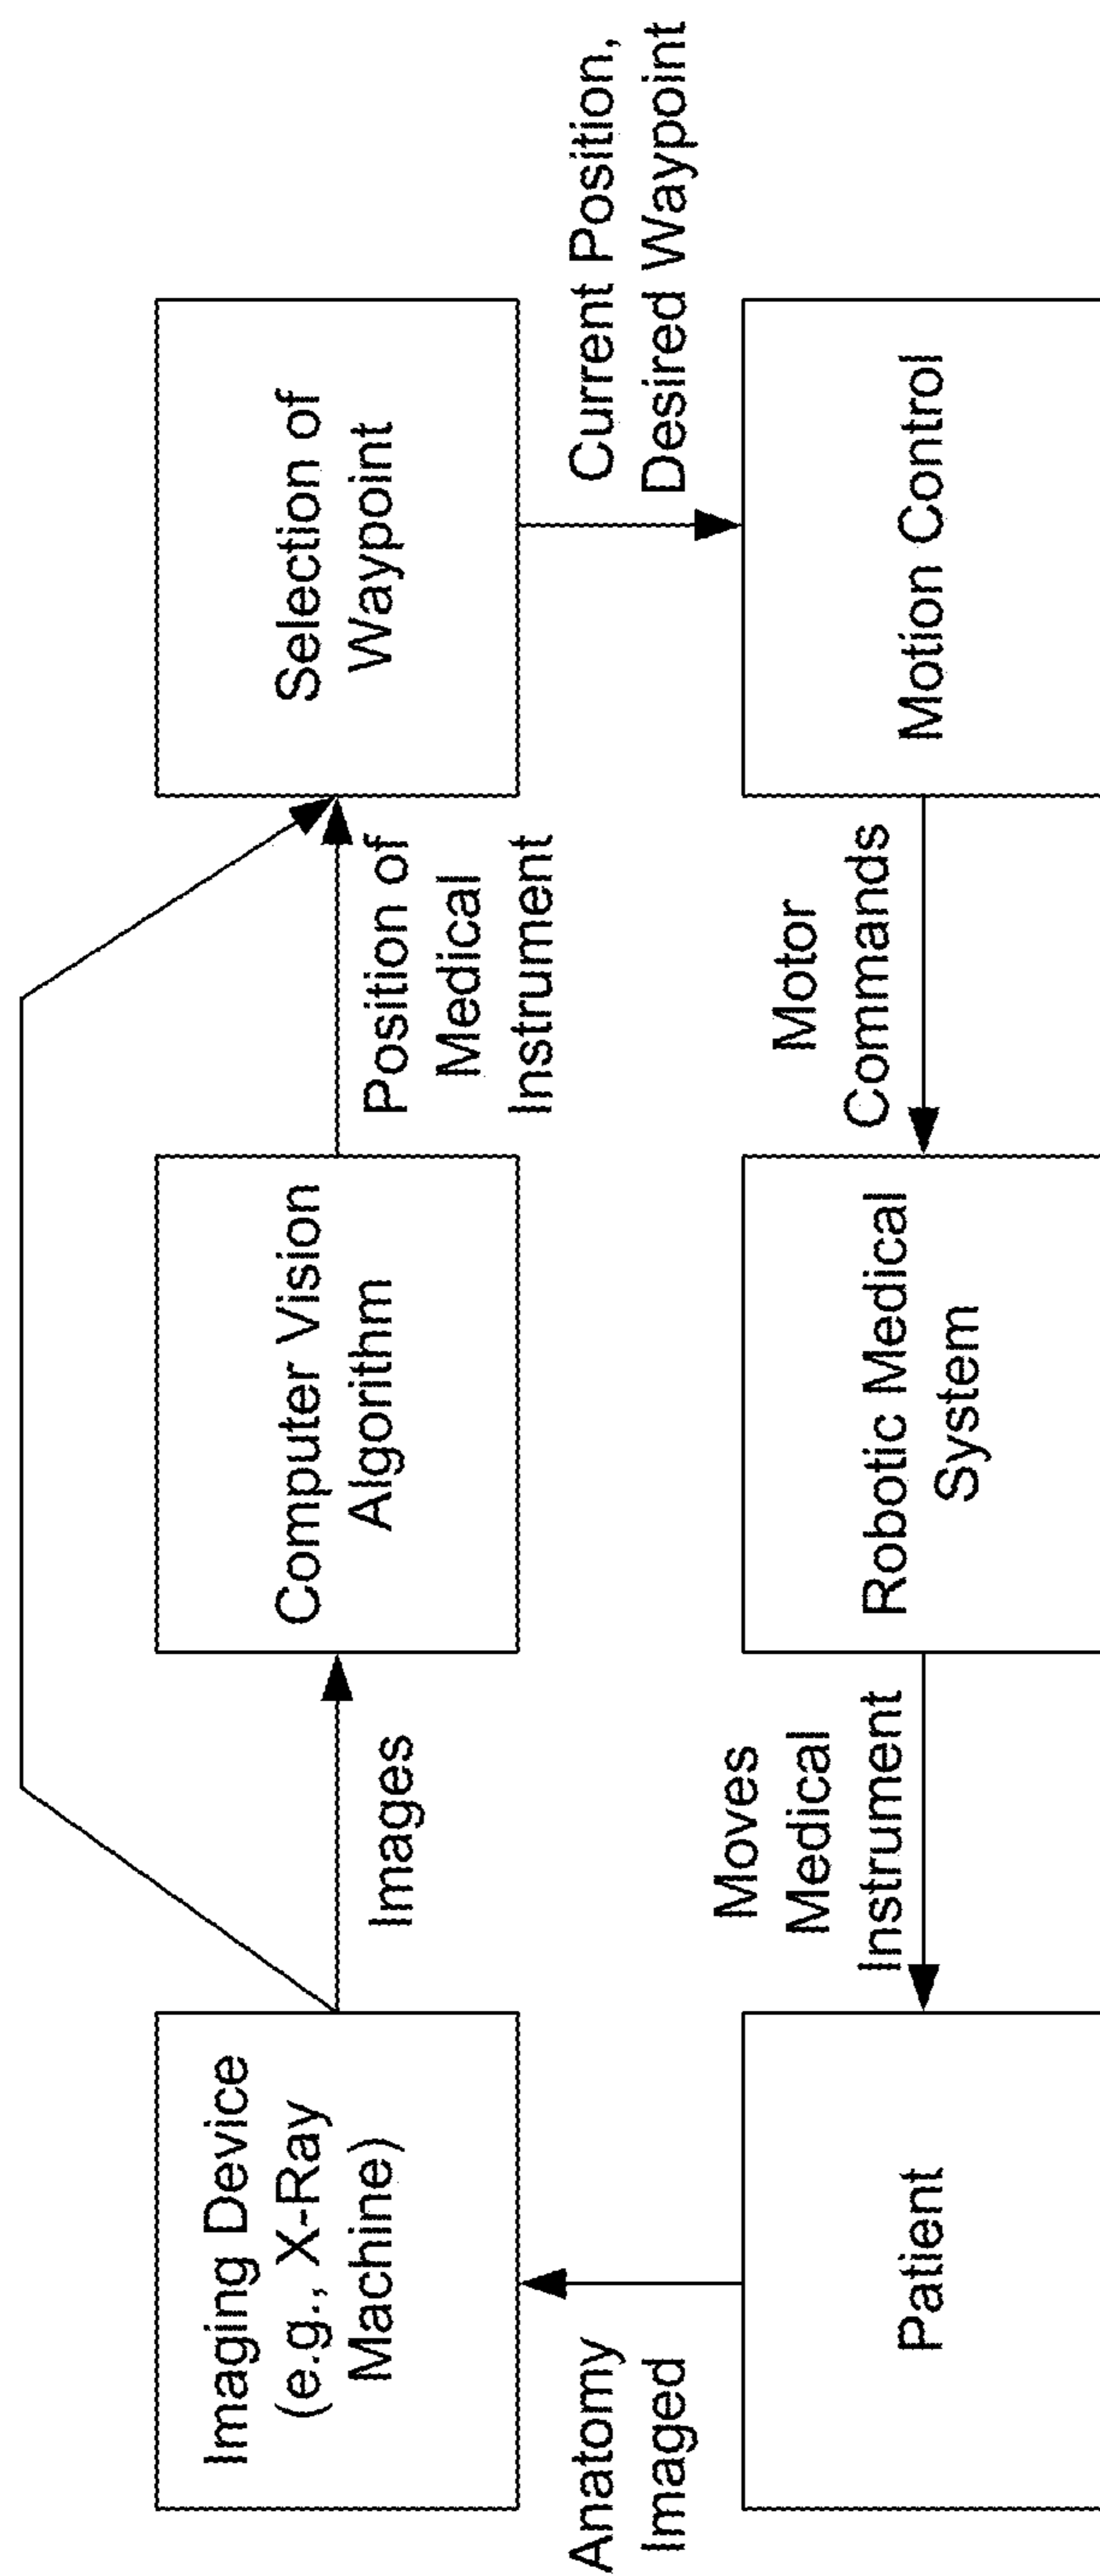 Imaging Device
(e.g., X-Ray
Machine)
Images
Computer Vision
Algorithm
Position of
Medical
Instrument
Selection of
Waypoint
Anatomy
Imaged
Current Position,
Desired Waypoint
Patient
Moves
Medical
Instrument
Robotic Medical
System
Motor
Commands
Motion Control